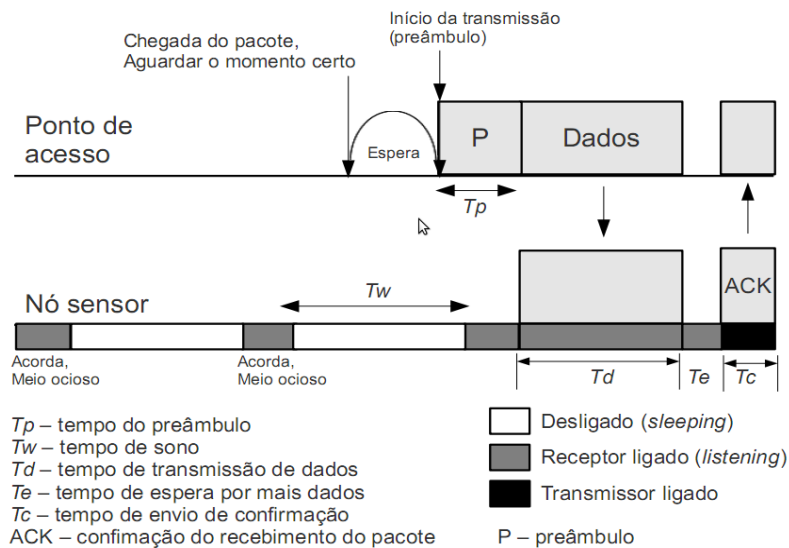 Início da transmissão
(preâmbulo)
Chegada do pacote,
Aguardar o momento certo
Ponto de
acesso
Espera
P
Dados
Tp
Nó sensor
Tw
ACK
Acorda,
Meio ocioso
Acorda,
Meio ocioso
Td
Te
Tc
Tp – tempo do preâmbulo
Tw – tempo de sono
Td – tempo de transmissão de dados
Te – tempo de espera por mais dados
Tc – tempo de envio de confirmação
ACK – confimação do recebimento do pacote
Desligado (sleeping)
Receptor ligado (listening)
Transmissor ligado
P – preâmbulo